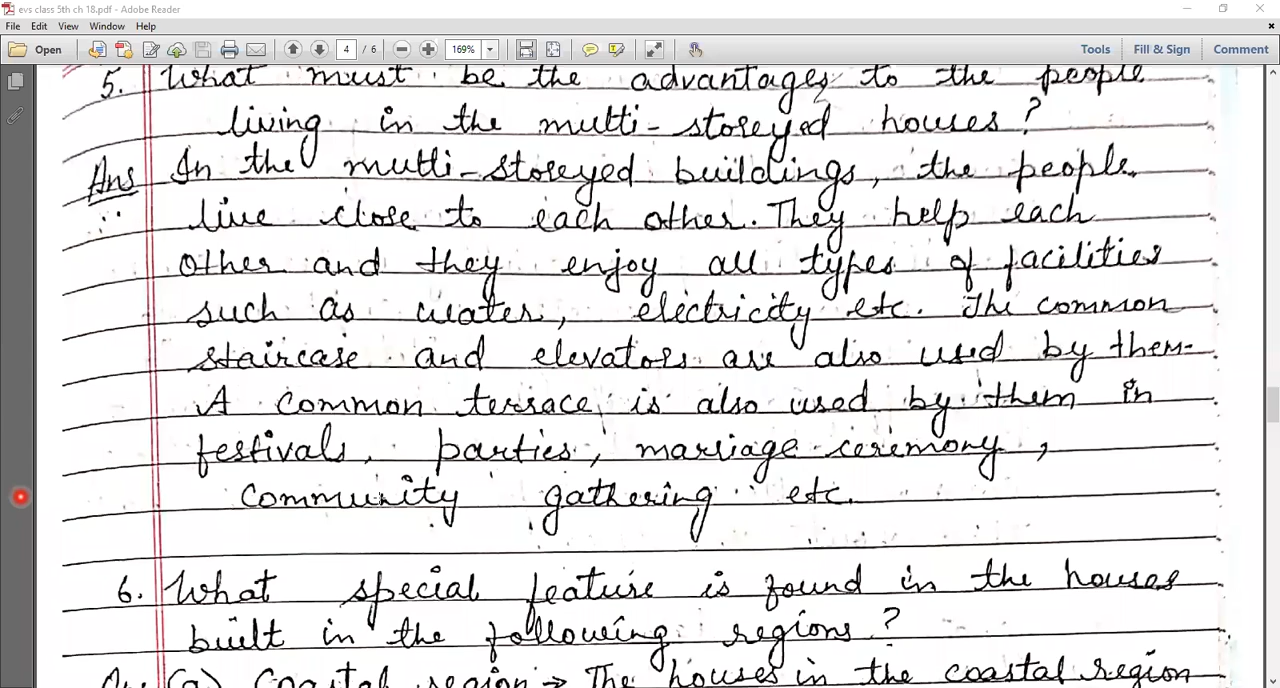 evs class 5th ch 18.pdf - Adobe Reader
File Edit View Window Help
Open 4 / 6 169% Tools Fill & Sign Comment
5. What must be the advantages to the people
living in the multi-storeyed houses?
Ans In the multi-storeyed buildings, the people
live close to each other. They help each
other and they enjoy all types of facilities
such as water, electricity etc. The common
staircase and elevators are also used by them.
A common terrace is also used by them in
festivals, parties, marriage ceremony,
community gathering etc.
6. What special feature is found in the houses
built in the following regions?
(a) Coastal region → The houses in the coastal region